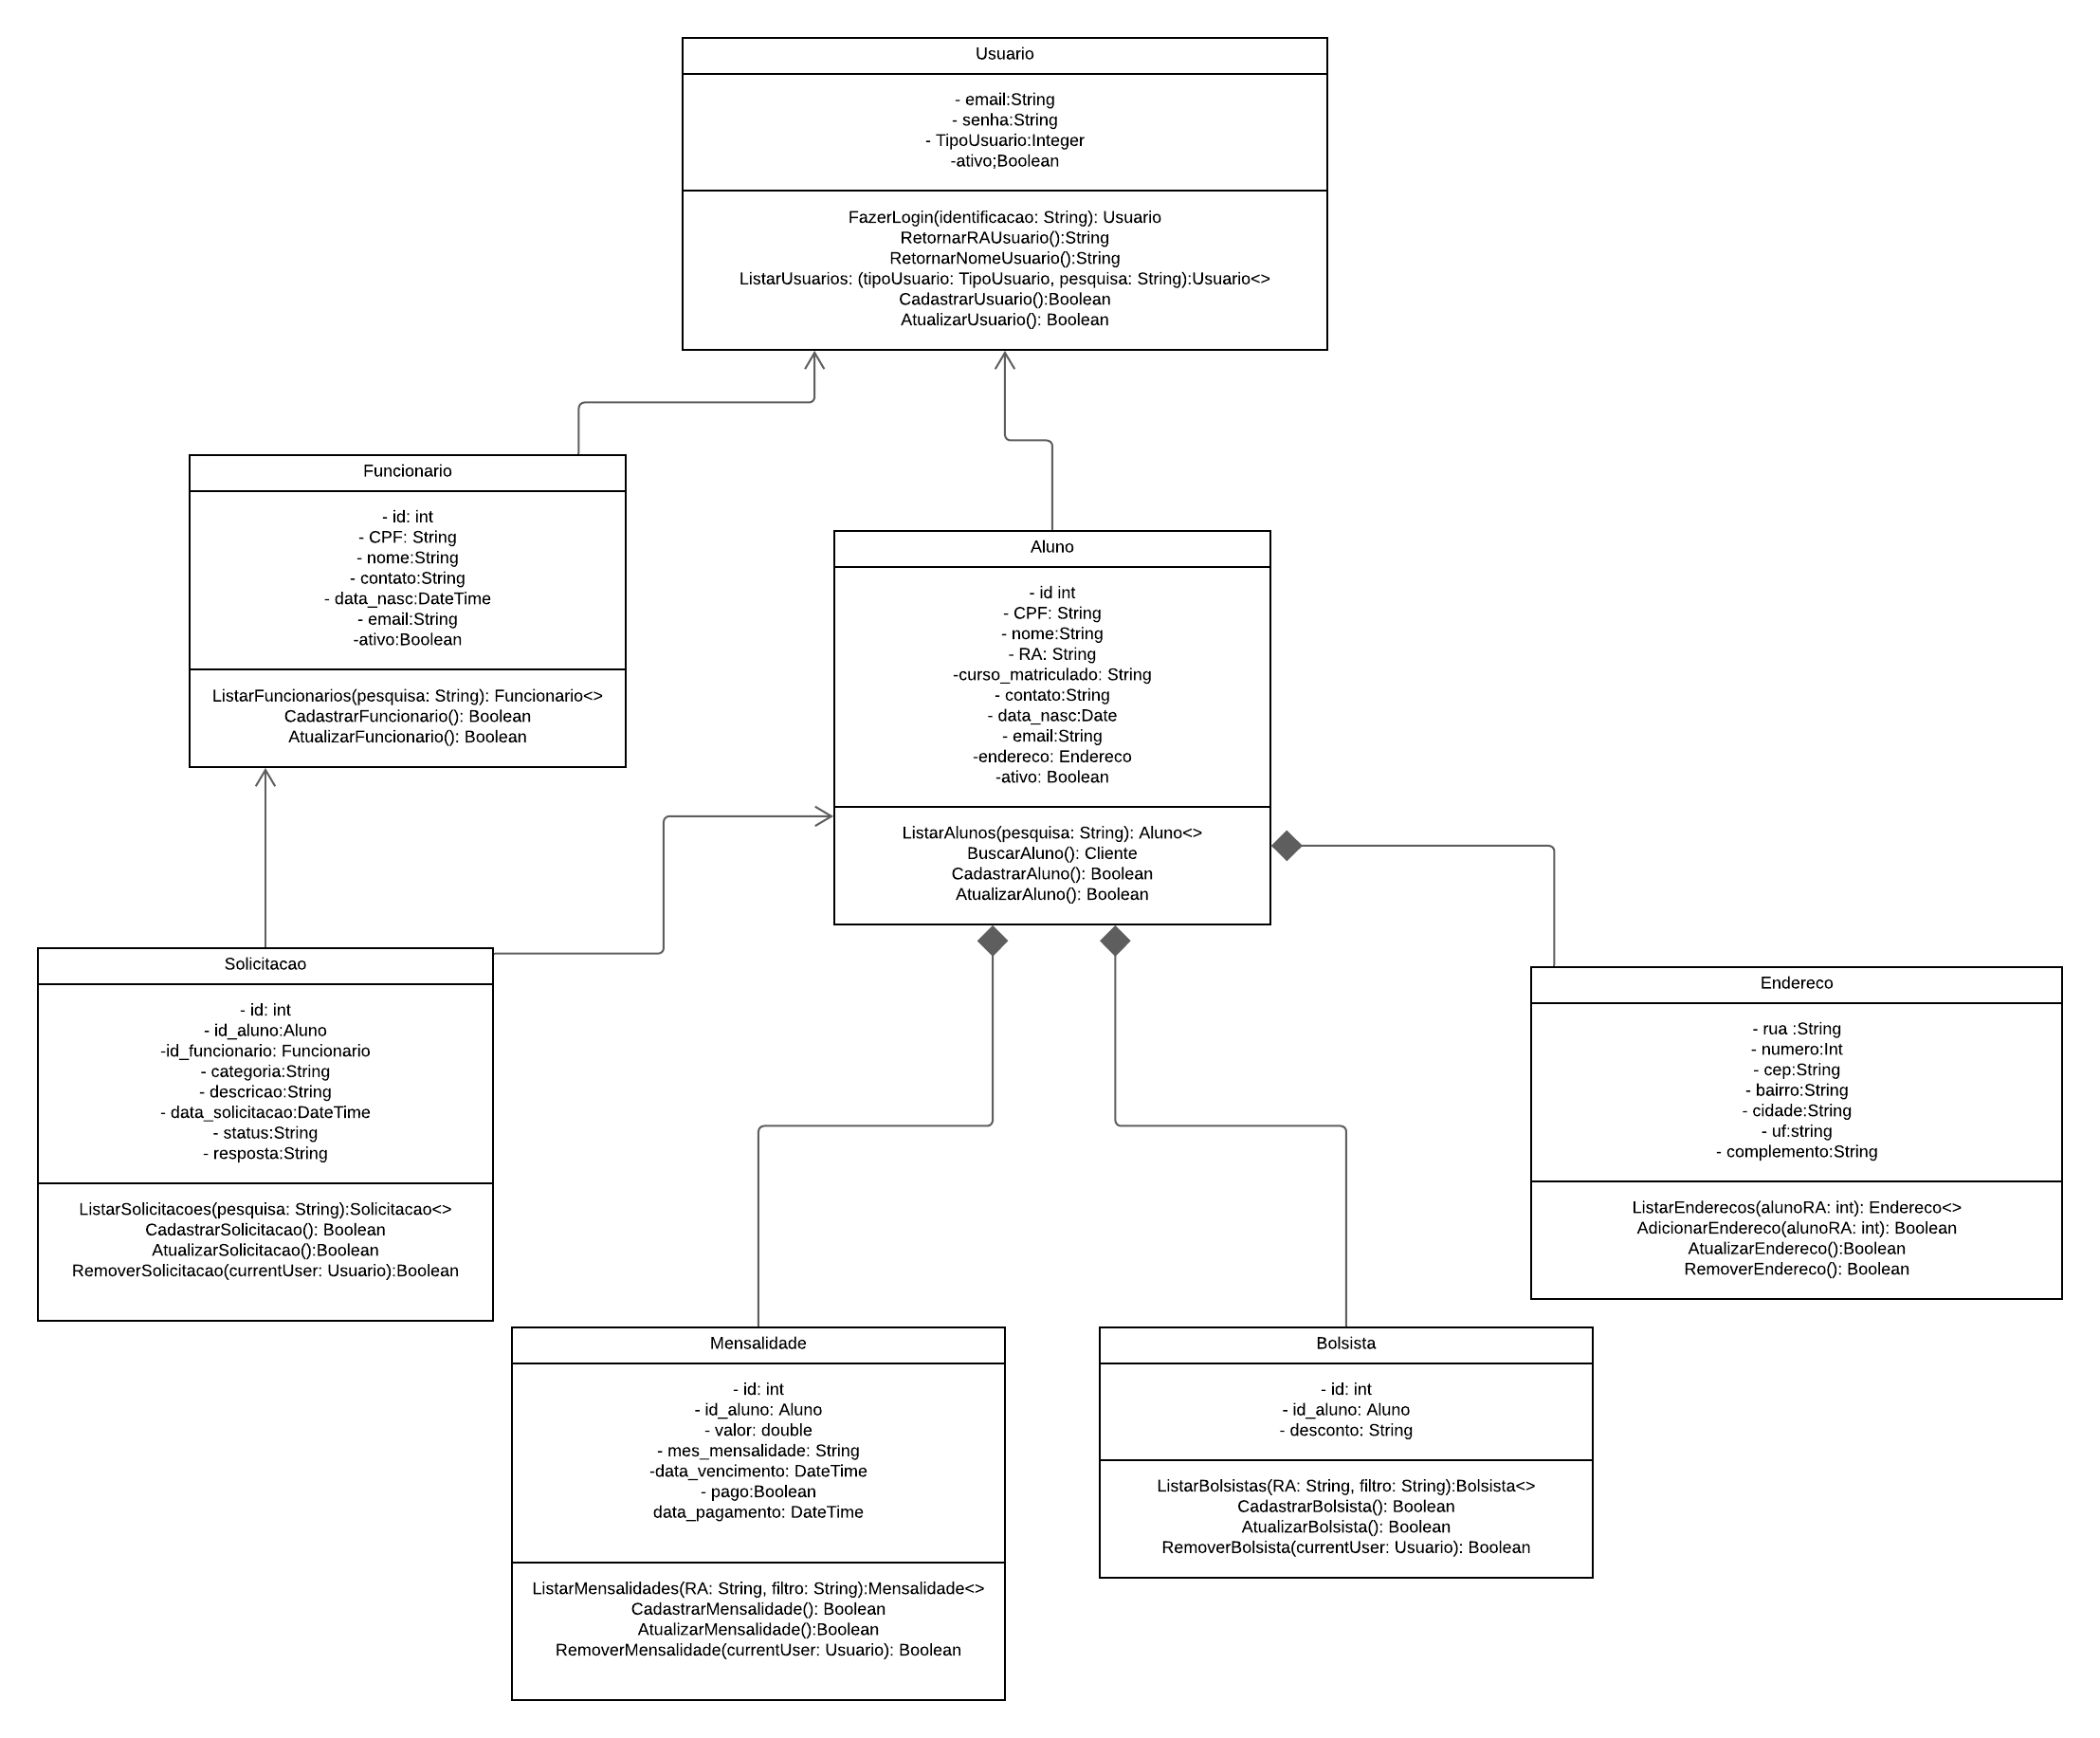 Usuario
- email:String
- senha:String
- TipoUsuario:Integer
-ativo;Boolean
FazerLogin(identificacao: String): Usuario
RetornarRAUsuario():String
RetornarNomeUsuario():String
ListarUsuarios: (tipoUsuario: TipoUsuario, pesquisa: String):Usuario<>
CadastrarUsuario():Boolean
AtualizarUsuario(): Boolean
Funcionario
- id: int
- CPF: String
- nome:String
- contato:String
- data_nasc:DateTime
- email:String
-ativo:Boolean
ListarFuncionarios(pesquisa: String): Funcionario<>
CadastrarFuncionario(): Boolean
AtualizarFuncionario(): Boolean
Aluno
- id int
- CPF: String
- nome:String
- RA: String
-curso_matriculado: String
- contato:String
- data_nasc:Date
- email:String
-endereco: Endereco
-ativo: Boolean
ListarAlunos(pesquisa: String): Aluno<>
BuscarAluno(): Cliente
CadastrarAluno(): Boolean
AtualizarAluno(): Boolean
Solicitacao
- id: int
- id_aluno:Aluno
-id_funcionario: Funcionario
- categoria:String
- descricao:String
- data_solicitacao:DateTime
- status:String
- resposta:String
ListarSolicitacoes(pesquisa: String):Solicitacao<>
CadastrarSolicitacao(): Boolean
AtualizarSolicitacao():Boolean
RemoverSolicitacao(currentUser: Usuario):Boolean
Endereco
- rua :String
- numero:Int
- cep:String
- bairro:String
- cidade:String
- uf:string
- complemento:String
ListarEnderecos(alunoRA: int): Endereco<>
AdicionarEndereco(alunoRA: int): Boolean
AtualizarEndereco():Boolean
RemoverEndereco(): Boolean
Mensalidade
- id: int
- id_aluno: Aluno
- valor: double
- mes_mensalidade: String
-data_vencimento: DateTime
- pago:Boolean
data_pagamento: DateTime
ListarMensalidades(RA: String, filtro: String):Mensalidade<>
CadastrarMensalidade(): Boolean
AtualizarMensalidade():Boolean
RemoverMensalidade(currentUser: Usuario): Boolean
Bolsista
- id: int
- id_aluno: Aluno
- desconto: String
ListarBolsistas(RA: String, filtro: String):Bolsista<>
CadastrarBolsista(): Boolean
AtualizarBolsista(): Boolean
RemoverBolsista(currentUser: Usuario): Boolean